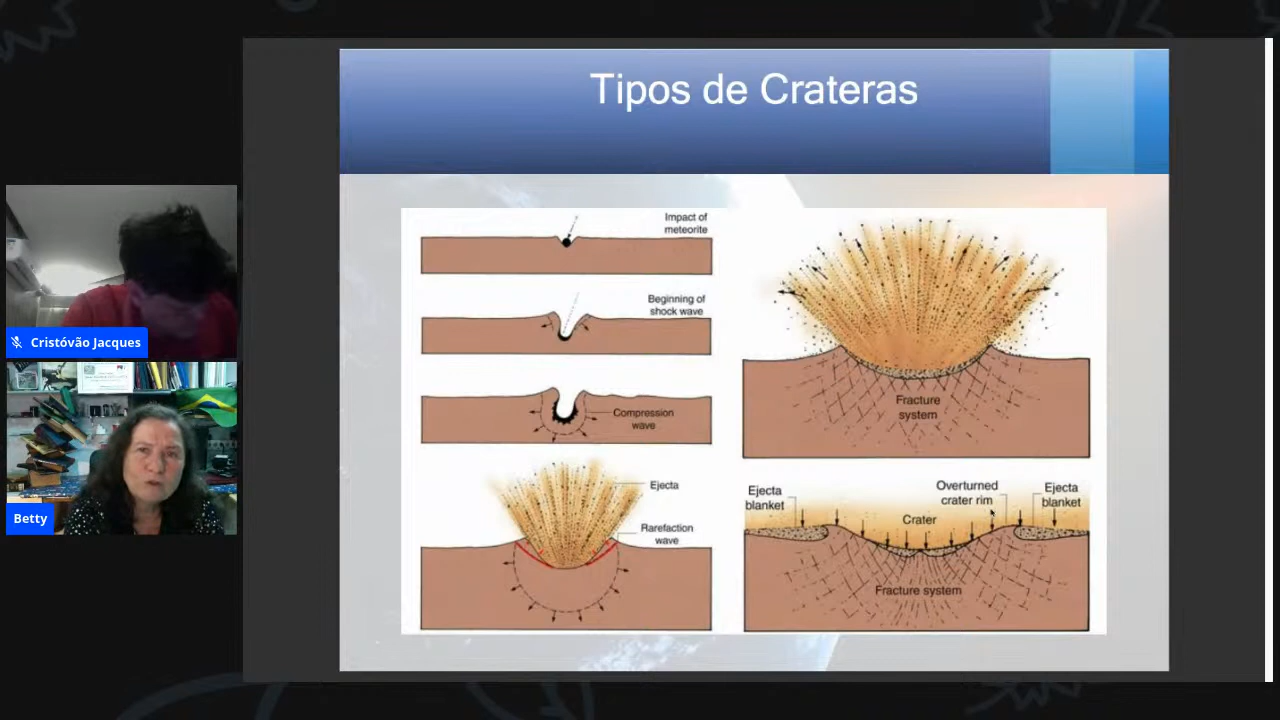 Tipos de Crateras
Impact of
meteorite
Beginning of
shock wave
Compression
wave
Ejecta
Rarefaction
wave
Fracture
system
Ejecta
blanket
Crater
Overturned
crater rim
Ejecta
blanket
Fracture system
Cristóvão Jacques
Betty